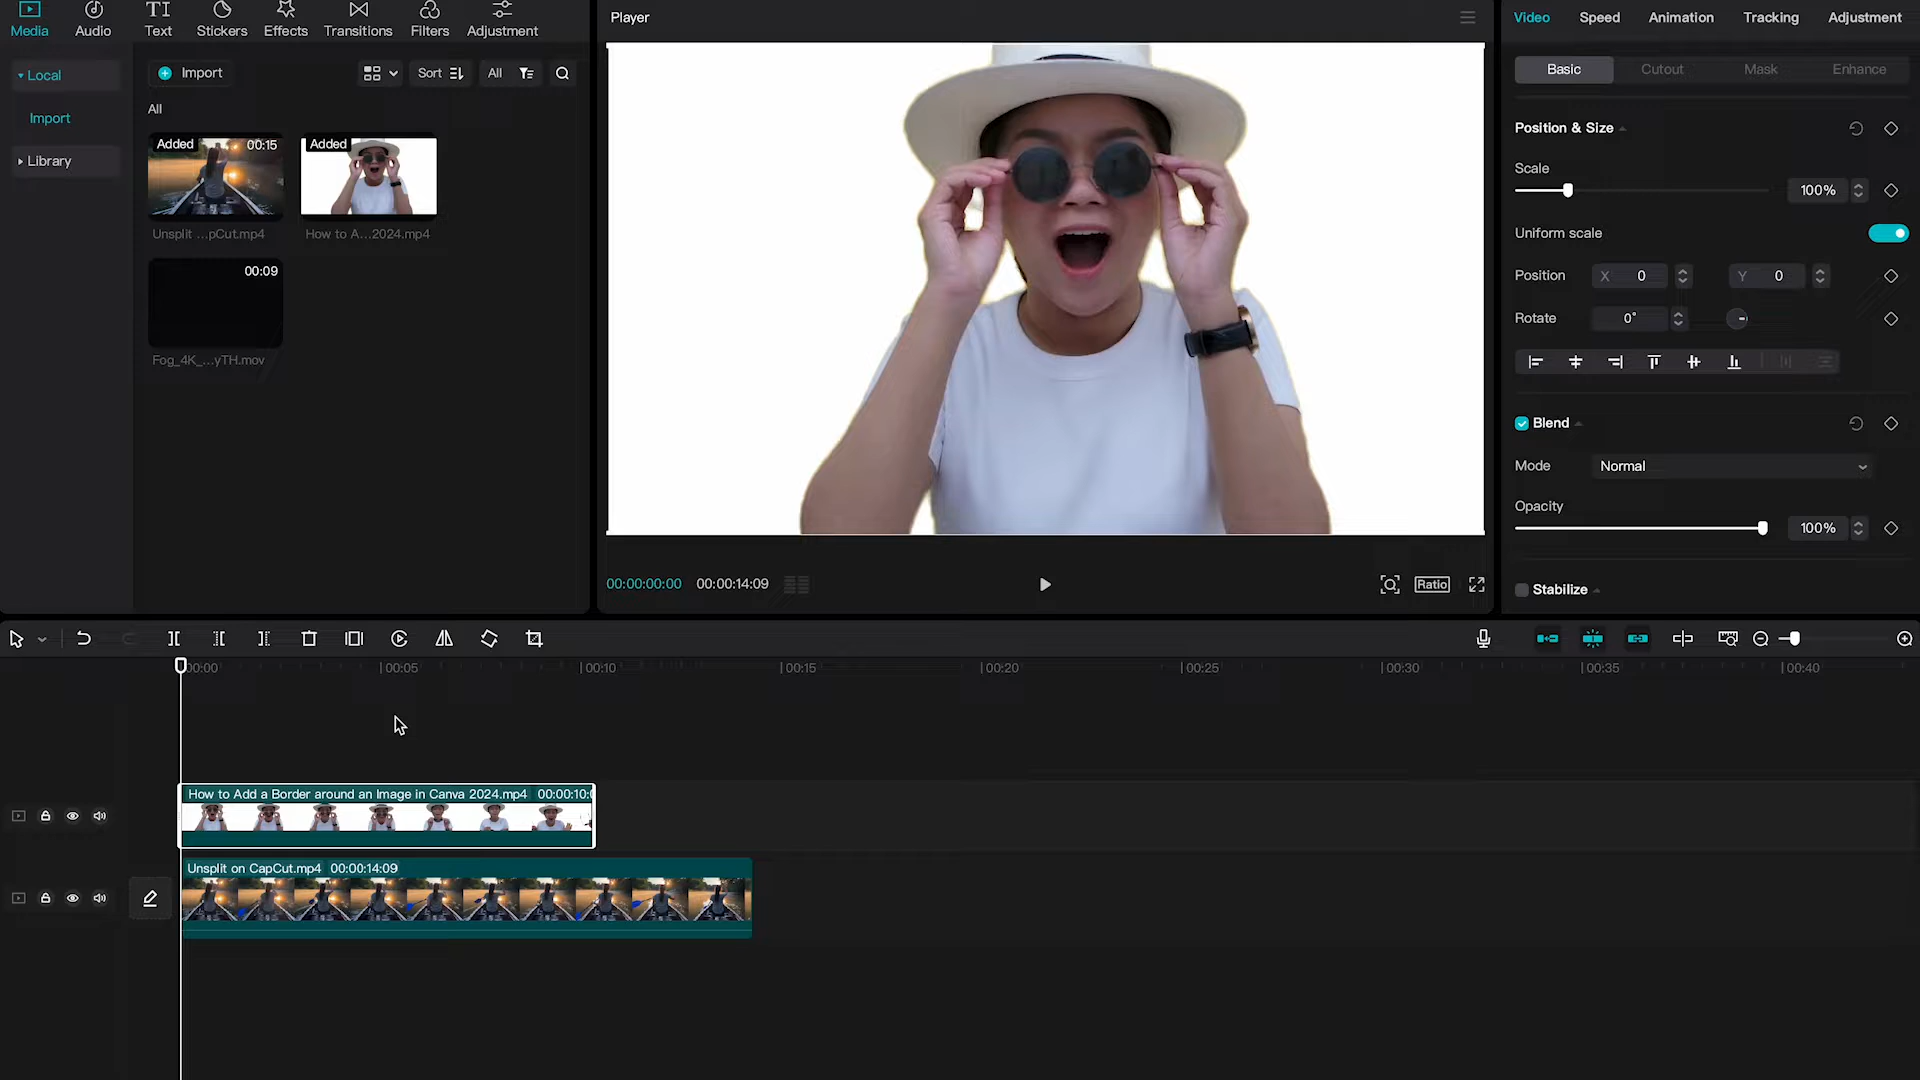 Media
Audio
Text
Stickers
Effects
Transitions
Filters
Adjustment
Local
Import
Library
Import
Sort
All
All
Added
00:15
Unsplit ...pCut.mp4
Added
How to A...2024.mp4
00:09
Fog_4K_...yTH.mov
Player
00:00:00:00
00:00:14:09
Ratio
Video
Speed
Animation
Tracking
Adjustment
Basic
Cutout
Mask
Enhance
Position & Size
Scale
100%
Uniform scale
Position
X 0
Y 0
Rotate
0°
Blend
Mode
Normal
Opacity
100%
Stabilize
00:00
00:05
00:10
00:15
00:20
00:25
00:30
00:35
00:40
How to Add a Border around an Image in Canva 2024.mp4
Unsplit on CapCut.mp4 00:00:14:09